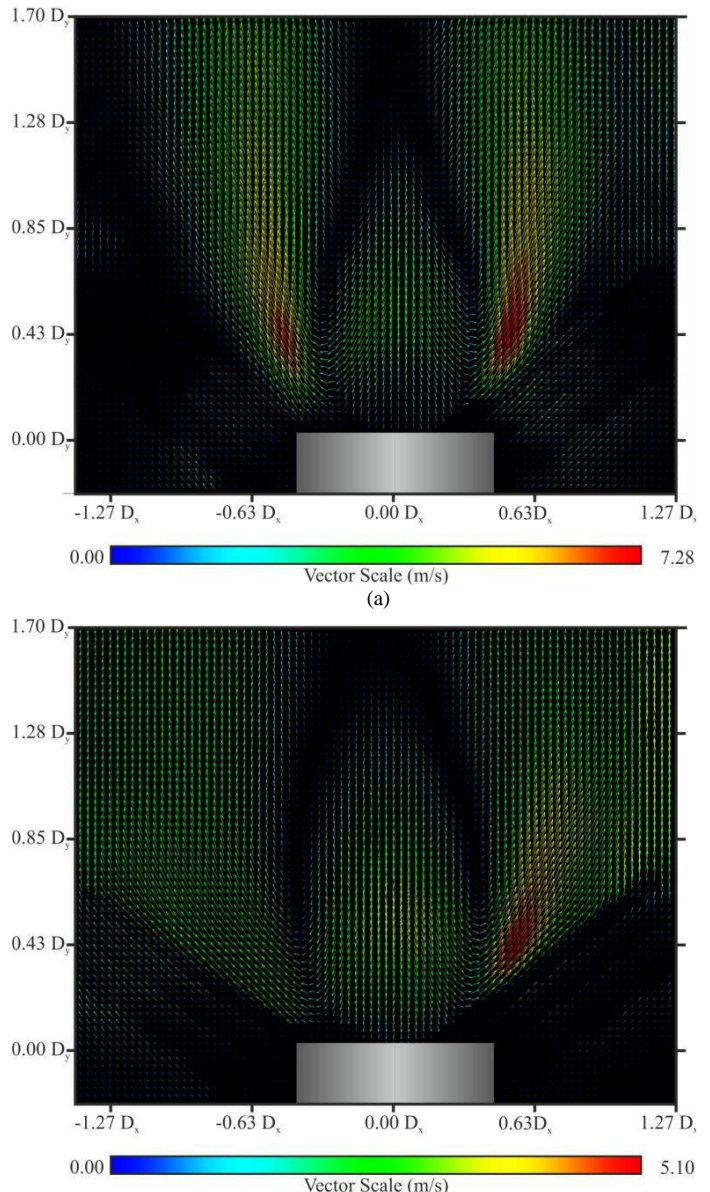 1.70 Dy
1.28 Dy
0.85 Dy
0.43 Dy
0.00 Dy
-1.27 Dx -0.63 Dx 0.00 Dx 0.63Dx 1.27 D,
0.00 7.28
Vector Scale (m/s)
(a)
1.70 Dy
1.28 Dy
0.85 Dy
0.43 Dy
0.00 Dy
-1.27 Dx -0.63 Dx 0.00 Dx 0.63Dx 1.27 D,
0.00 5.10
Vector Scale (m/s)